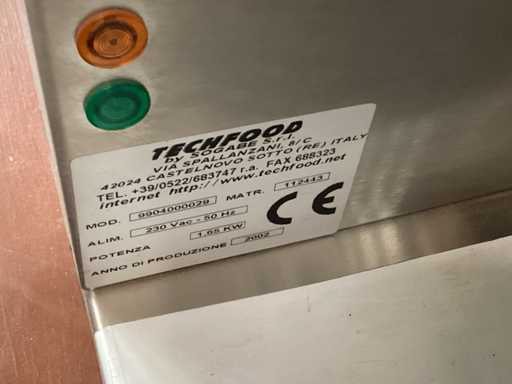 TECHFOOD
by SOGABE S.r.l.
VIA SPALLANZANI, 8/C
42024 CASTELNOVO SOTTO (RE) ITALY
TEL. +39/0522/683747 r.a. FAX 688323
Internet http://www.techfood.net
MOD. 9904000029 MATR. 112443
ALIM. 230 Vac - 50 Hz
POTENZA 1.65 KW
ANNO DI PRODUZIONE 2002
CE